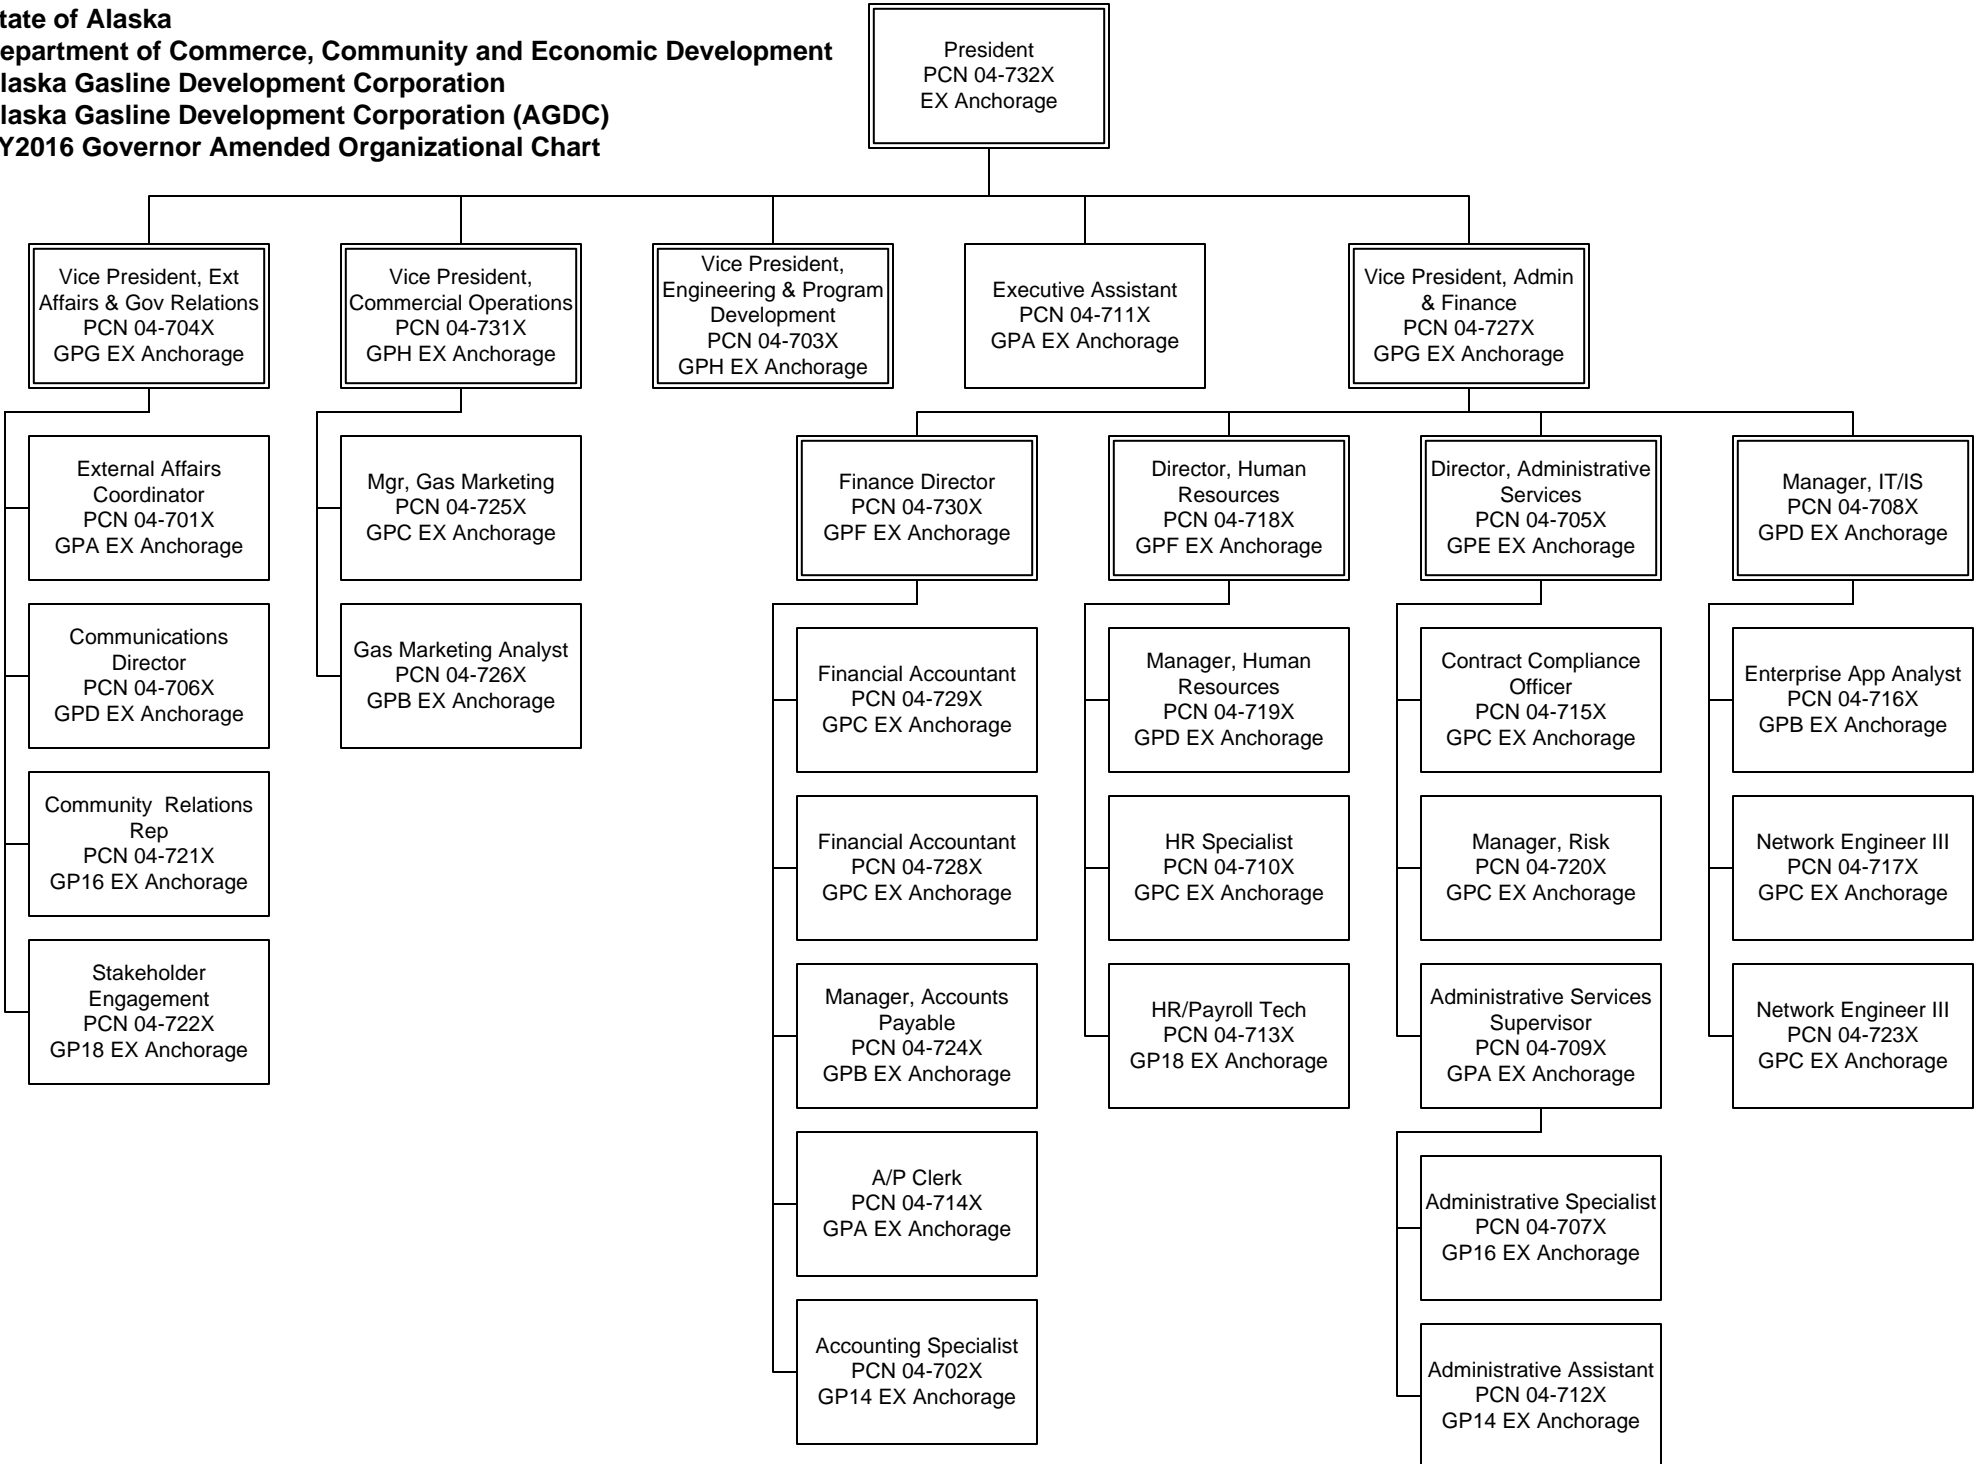 tate of Alaska
epartment of Commerce, Community and Economic Development
laska Gasline Development Corporation
laska Gasline Development Corporation (AGDC)
Y2016 Governor Amended Organizational Chart
President
PCN 04-732X
EX Anchorage
Vice President, Ext
Affairs & Gov Relations
PCN 04-704X
GPG EX Anchorage
Vice President,
Commercial Operations
PCN 04-731X
GPH EX Anchorage
Vice President,
Engineering & Program
Development
PCN 04-703X
GPH EX Anchorage
Executive Assistant
PCN 04-711X
GPA EX Anchorage
Vice President, Admin
& Finance
PCN 04-727X
GPG EX Anchorage
External Affairs
Coordinator
PCN 04-701X
GPA EX Anchorage
Mgr, Gas Marketing
PCN 04-725X
GPC EX Anchorage
Finance Director
PCN 04-730X
GPF EX Anchorage
Director, Human
Resources
PCN 04-718X
GPF EX Anchorage
Director, Administrative
Services
PCN 04-705X
GPE EX Anchorage
Manager, IT/IS
PCN 04-708X
GPD EX Anchorage
Communications
Director
PCN 04-706X
GPD EX Anchorage
Gas Marketing Analyst
PCN 04-726X
GPB EX Anchorage
Financial Accountant
PCN 04-729X
GPC EX Anchorage
Manager, Human
Resources
PCN 04-719X
GPD EX Anchorage
Contract Compliance
Officer
PCN 04-715X
GPC EX Anchorage
Enterprise App Analyst
PCN 04-716X
GPB EX Anchorage
Community  Relations
Rep
PCN 04-721X
GP16 EX Anchorage
Financial Accountant
PCN 04-728X
GPC EX Anchorage
HR Specialist
PCN 04-710X
GPC EX Anchorage
Manager, Risk
PCN 04-720X
GPC EX Anchorage
Network Engineer III
PCN 04-717X
GPC EX Anchorage
Stakeholder
Engagement
PCN 04-722X
GP18 EX Anchorage
Manager, Accounts
Payable
PCN 04-724X
GPB EX Anchorage
HR/Payroll Tech
PCN 04-713X
GP18 EX Anchorage
Administrative Services
Supervisor
PCN 04-709X
GPA EX Anchorage
Network Engineer III
PCN 04-723X
GPC EX Anchorage
A/P Clerk
PCN 04-714X
GPA EX Anchorage
Administrative Specialist
PCN 04-707X
GP16 EX Anchorage
Accounting Specialist
PCN 04-702X
GP14 EX Anchorage
Administrative Assistant
PCN 04-712X
GP14 EX Anchorage